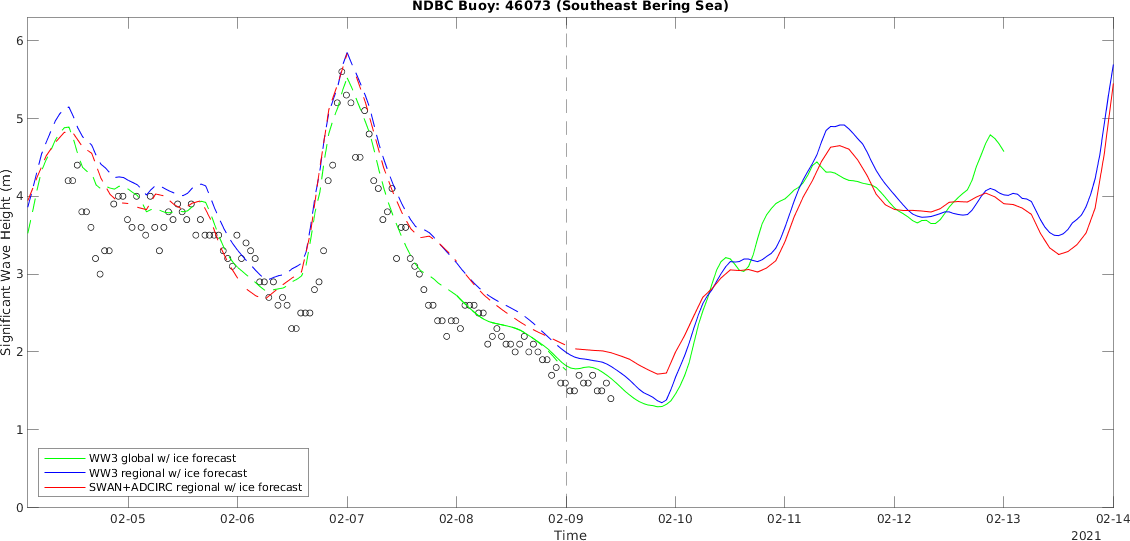 NDBC Buoy: 46073 (Southeast Bering Sea)
6
5
4
3
2
1
0
Significant Wave Height (m)
WW3 global w/ ice forecast
WW3 regional w/ ice forecast
SWAN+ADCIRC regional w/ ice forecast
02-05 02-06 02-07 02-08 02-09 02-10 02-11 02-12 02-13 02-14
Time
2021